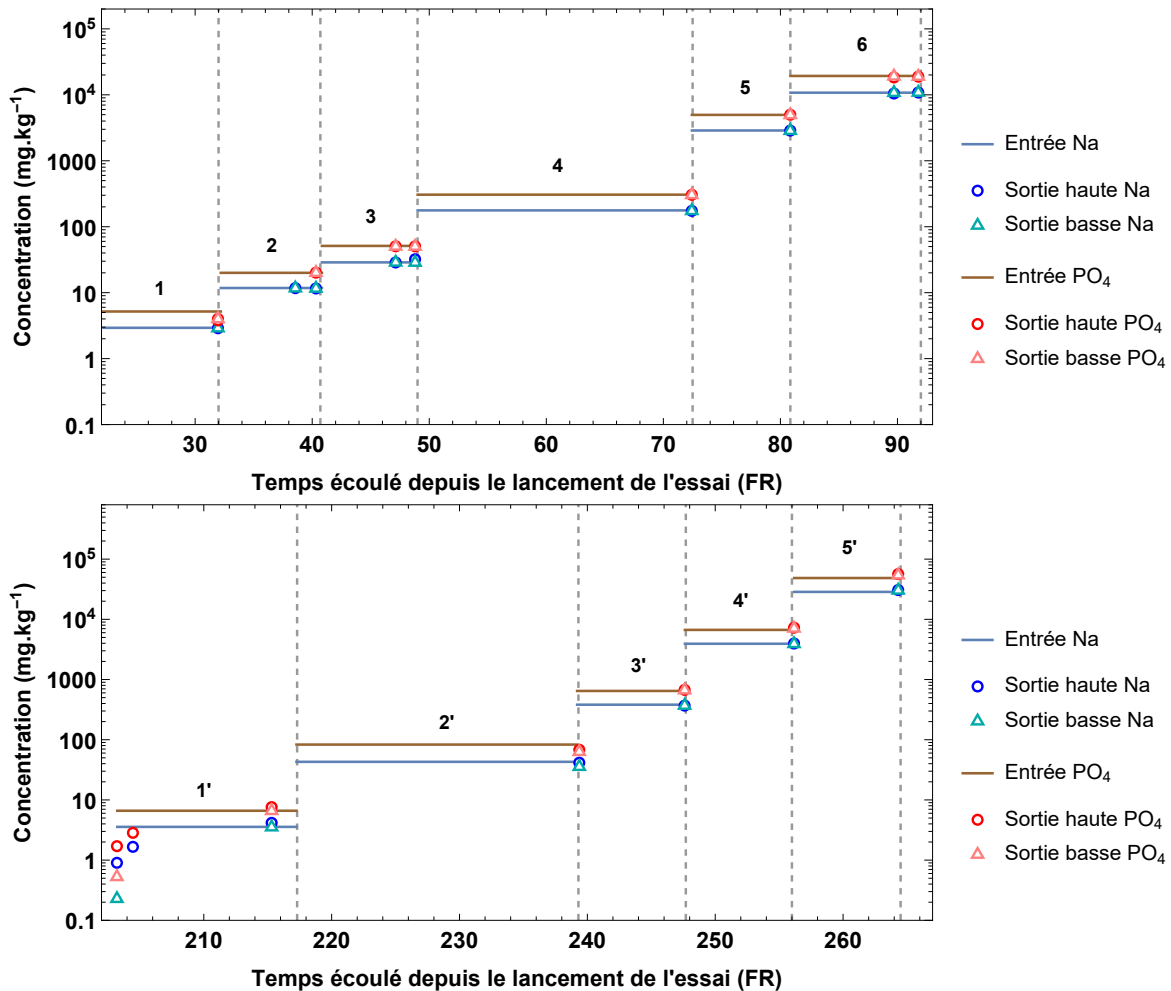 10⁵
10⁴
1000
100
10
1
0.1
Concentration (mg.kg⁻¹)
1
2
3
4
5
6
30
40
50
60
70
80
90
Temps écoulé depuis le lancement de l'essai (FR)
Entrée Na
Sortie haute Na
Sortie basse Na
Entrée PO₄
Sortie haute PO₄
Sortie basse PO₄
10⁵
10⁴
1000
100
10
1
0.1
Concentration (mg.kg⁻¹)
1'
2'
3'
4'
5'
210
220
230
240
250
260
Temps écoulé depuis le lancement de l'essai (FR)
Entrée Na
Sortie haute Na
Sortie basse Na
Entrée PO₄
Sortie haute PO₄
Sortie basse PO₄